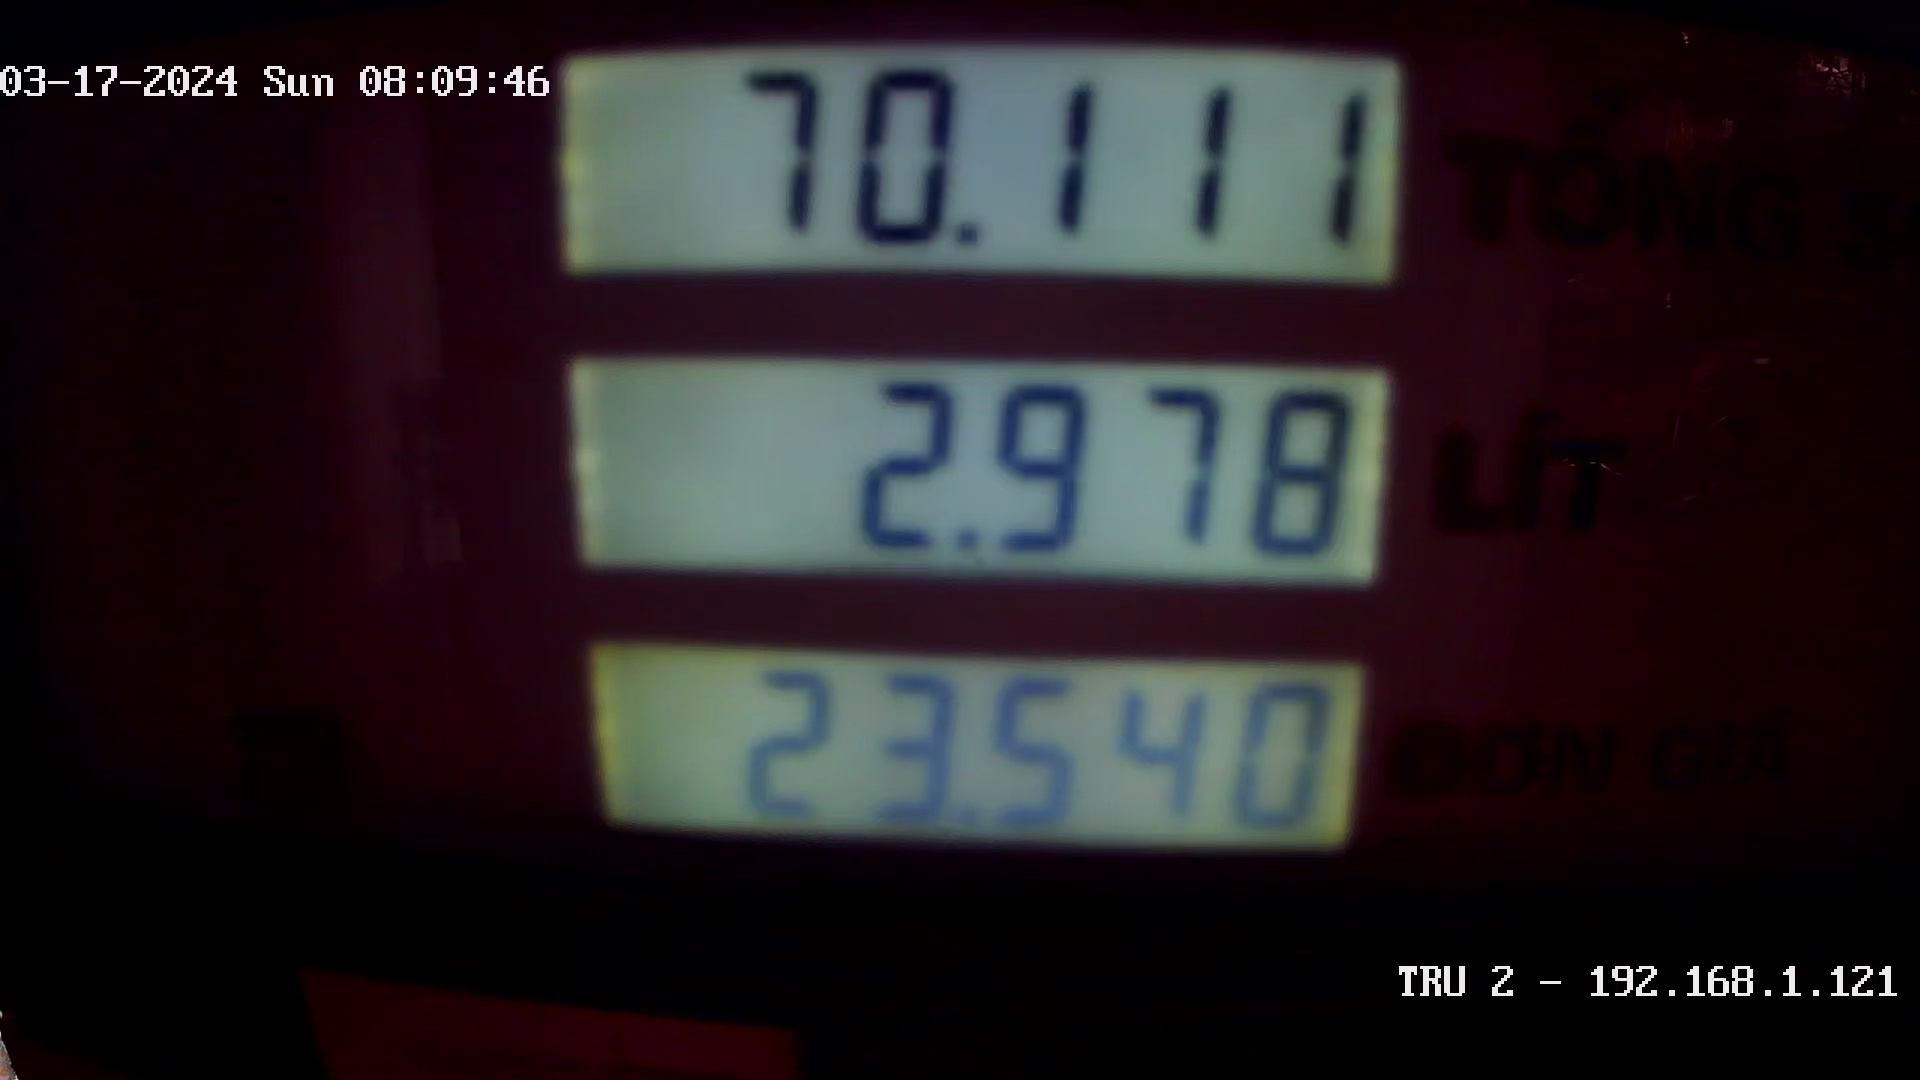 03-17-2024 Sun 08:09:46
70.111
TỔNG
2.978
LÍT
23.540
ĐƠN GIÁ
TRU 2 - 192.168.1.121